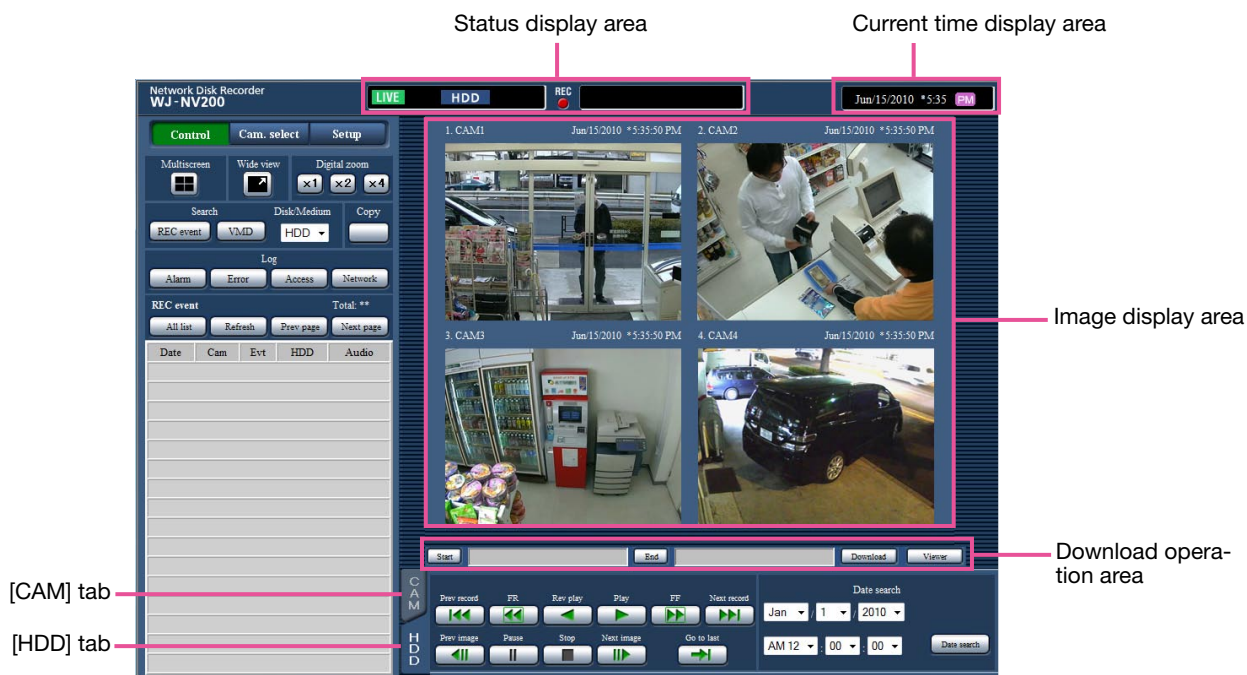 Status display area
Current time display area
Network Disk Recorder
WJ-NV200
LIVE HDD REC
Jun/15/2010 *5:35 PM
Control Cam. select Setup
Multiscreen Wide view Digital zoom
x1 x2 x4
Search Disk/Medium Copy
REC event VMD HDD
Log
Alarm Error Access Network
REC event Total: **
All list Refresh Prev page Next page
Date Cam Evt HDD Audio
1. CAM1 Jun/15/2010 *5:35:50 PM
2. CAM2 Jun/15/2010 *5:35:50 PM
3. CAM3 Jun/15/2010 *5:35:50 PM
4. CAM4 Jun/15/2010 *5:35:50 PM
Image display area
Start End Download Viewer
Download opera-
tion area
[CAM] tab
[HDD] tab
CAM
HDD
Prev record FR Rev play Play FF Next record
Prev image Pause Stop Next image Go to last
Date search
Jan / 1 / 2010
AM 12 : 00 : 00 Date search